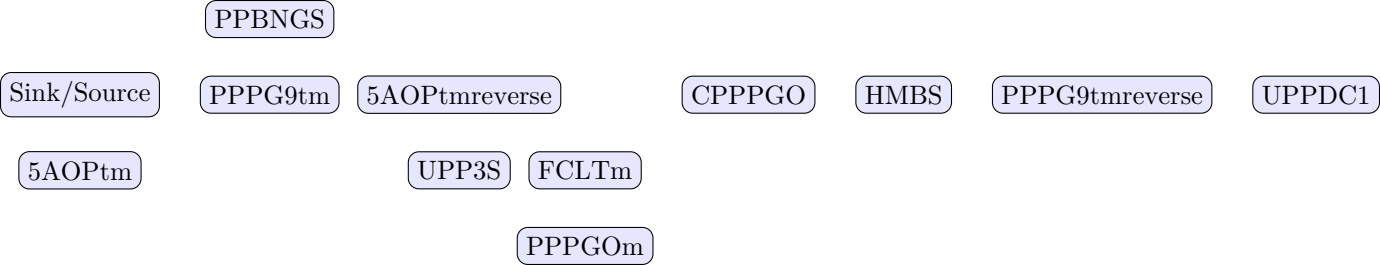 PPBNGS
Sink/Source PPPG9tm 5AOPtmreverse CPPPGO HMBS PPPG9tmreverse UPPDC1
5AOPtm UPP3S FCLTm
PPPGOm